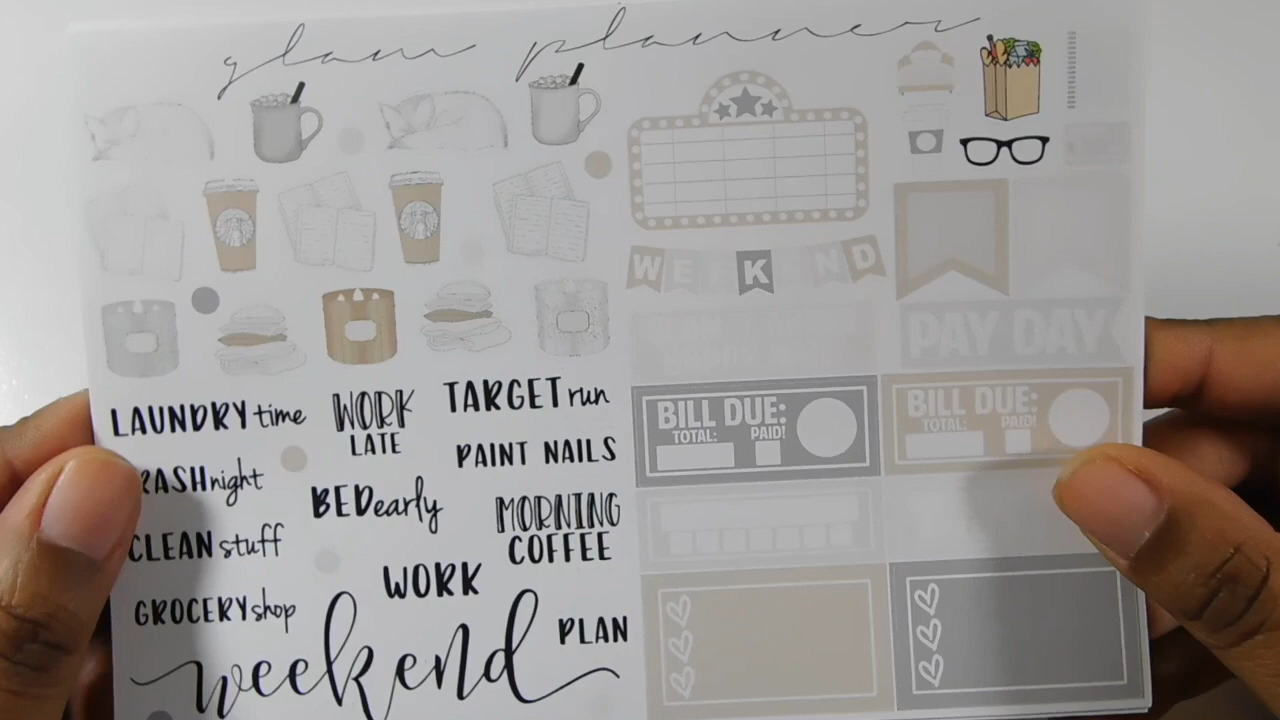 glam planner
WEEKEND
PAY DAY
LAUNDRY time
WORK
LATE
TARGET run
BILL DUE:
TOTAL: PAID!
BILL DUE:
TOTAL: PAID!
RASH night
PAINT NAILS
BED early
MORNING
COFFEE
CLEAN stuff
WORK
GROCERY shop
PLAN
weekend